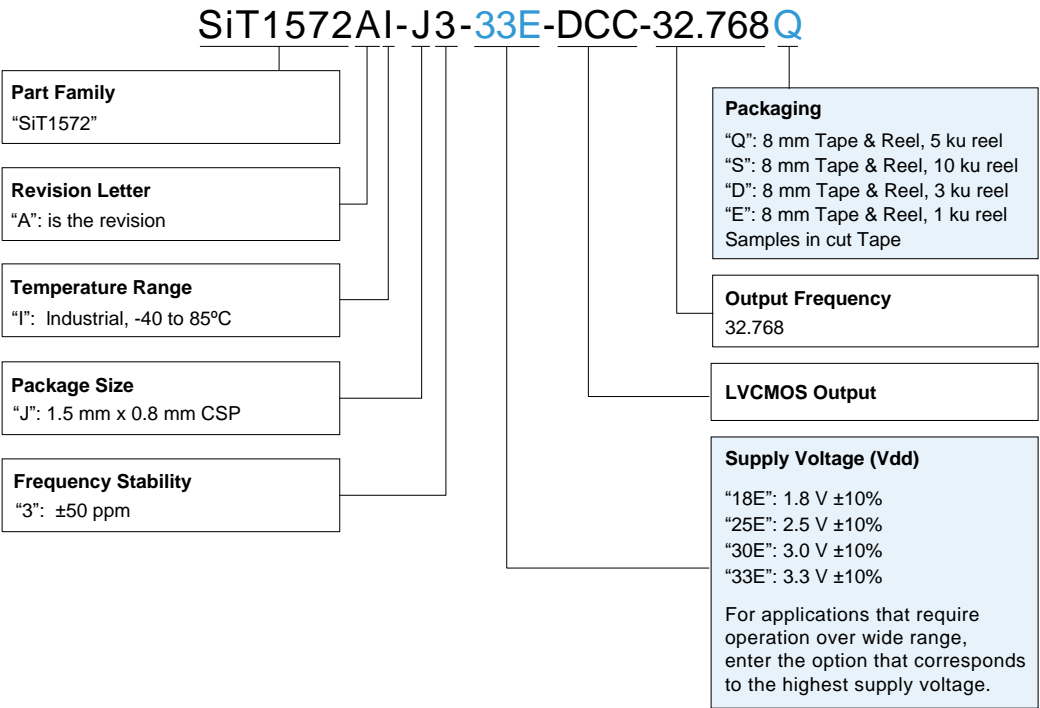 SiT1572AI-J3-33E-DCC-32.768Q
Part Family
“SiT1572”
Revision Letter
“A”: is the revision
Temperature Range
“I”: Industrial, -40 to 85ºC
Package Size
“J”: 1.5 mm x 0.8 mm CSP
Frequency Stability
“3”: ±50 ppm
Packaging
“Q”: 8 mm Tape & Reel, 5 ku reel
“S”: 8 mm Tape & Reel, 10 ku reel
“D”: 8 mm Tape & Reel, 3 ku reel
“E”: 8 mm Tape & Reel, 1 ku reel
Samples in cut Tape
Output Frequency
32.768
LVCMOS Output
Supply Voltage (Vdd)
“18E”: 1.8 V ±10%
“25E”: 2.5 V ±10%
“30E”: 3.0 V ±10%
“33E”: 3.3 V ±10%
For applications that require
operation over wide range,
enter the option that corresponds
to the highest supply voltage.